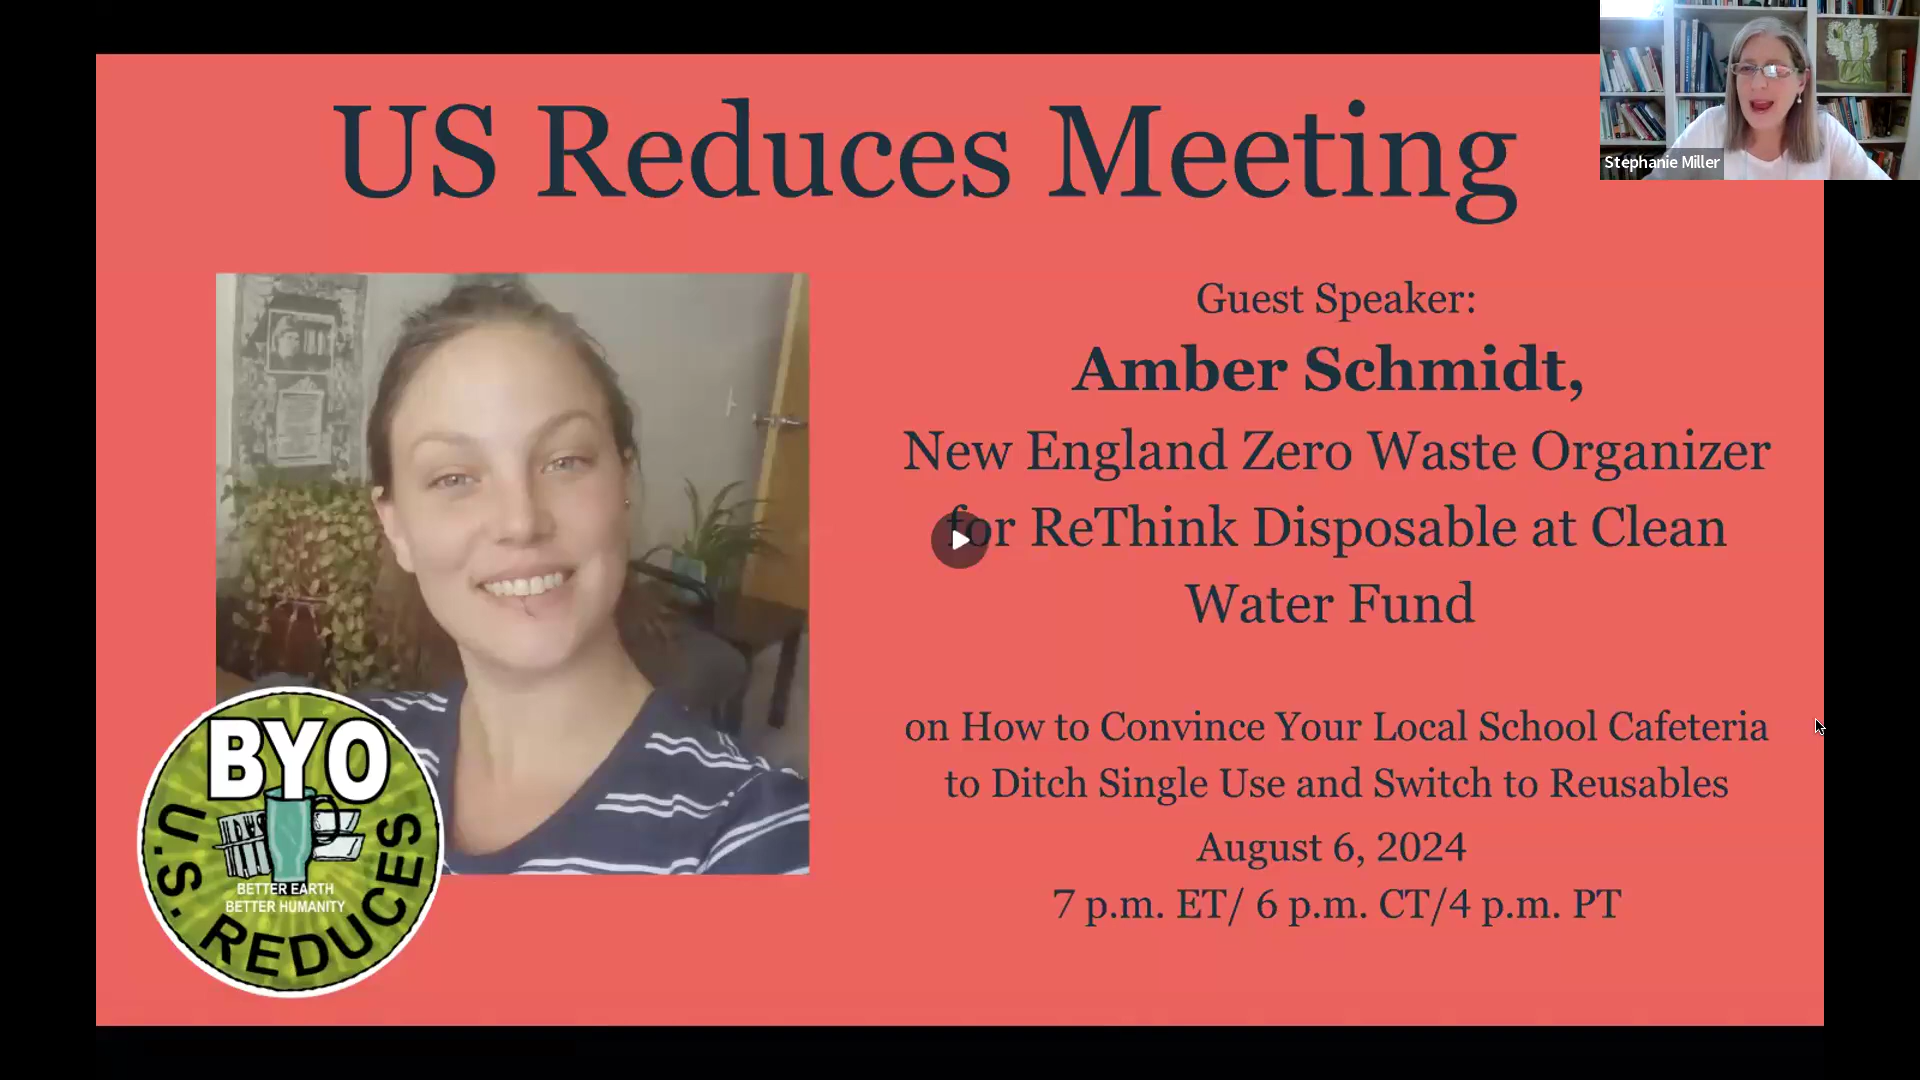 US Reduces Meeting
Stephanie Miller
Guest Speaker:
Amber Schmidt,
New England Zero Waste Organizer
for ReThink Disposable at Clean
Water Fund
on How to Convince Your Local School Cafeteria
to Ditch Single Use and Switch to Reusables
August 6, 2024
7 p.m. ET/ 6 p.m. CT/4 p.m. PT
BYO
BETTER EARTH
BETTER HUMANITY
U.S. REDUCES